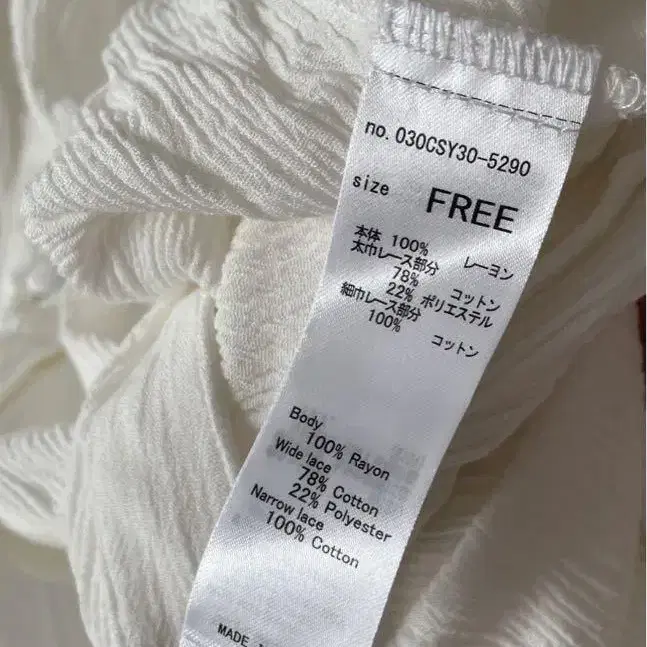 no. 030CSY30-5290
size FREE
本体 100% レーヨン
太巾レース部分
78% コットン
22% ポリエステル
細巾レース部分
100% コットン
Body
100% Rayon
Wide lace
78% Cotton
22% Polyester
Narrow lace
100% Cotton
MADE